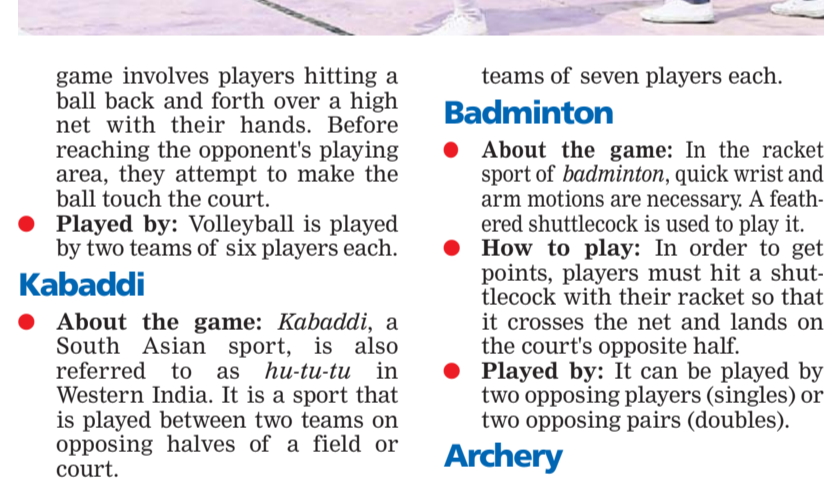 game involves players hitting a
ball back and forth over a high
net with their hands. Before
reaching the opponent's playing
area, they attempt to make the
ball touch the court.
● Played by: Volleyball is played
by two teams of six players each.
Kabaddi
● About the game: Kabaddi, a
South Asian sport, is also
referred to as hu-tu-tu in
Western India. It is a sport that
is played between two teams on
opposing halves of a field or
court.
teams of seven players each.
Badminton
● About the game: In the racket
sport of badminton, quick wrist and
arm motions are necessary. A feath-
ered shuttlecock is used to play it.
● How to play: In order to get
points, players must hit a shut-
tlecock with their racket so that
it crosses the net and lands on
the court's opposite half.
● Played by: It can be played by
two opposing players (singles) or
two opposing pairs (doubles).
Archery